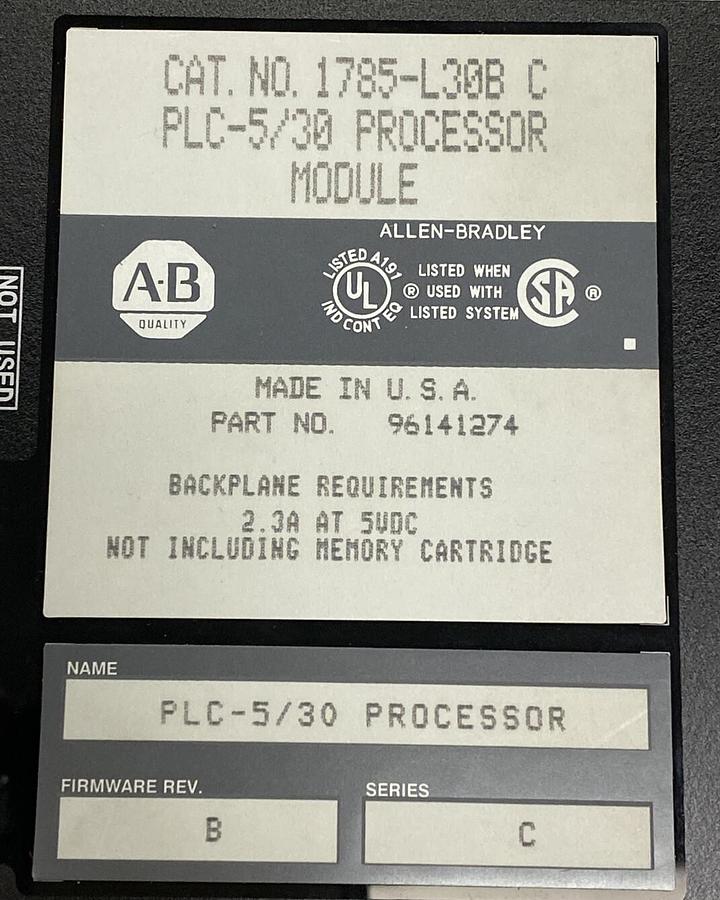 CAT. NO. 1785-L30B C
PLC-5/30 PROCESSOR
MODULE
ALLEN-BRADLEY
A·B
QUALITY
LISTED A191
UL
IND CONT EQ
®
LISTED WHEN
USED WITH
LISTED SYSTEM
SA
®
NOT USED
MADE IN U.S.A.
PART NO. 96141274
BACKPLANE REQUIREMENTS
2.3A AT 5VDC
NOT INCLUDING MEMORY CARTRIDGE
NAME
PLC-5/30 PROCESSOR
FIRMWARE REV.
B
SERIES
C